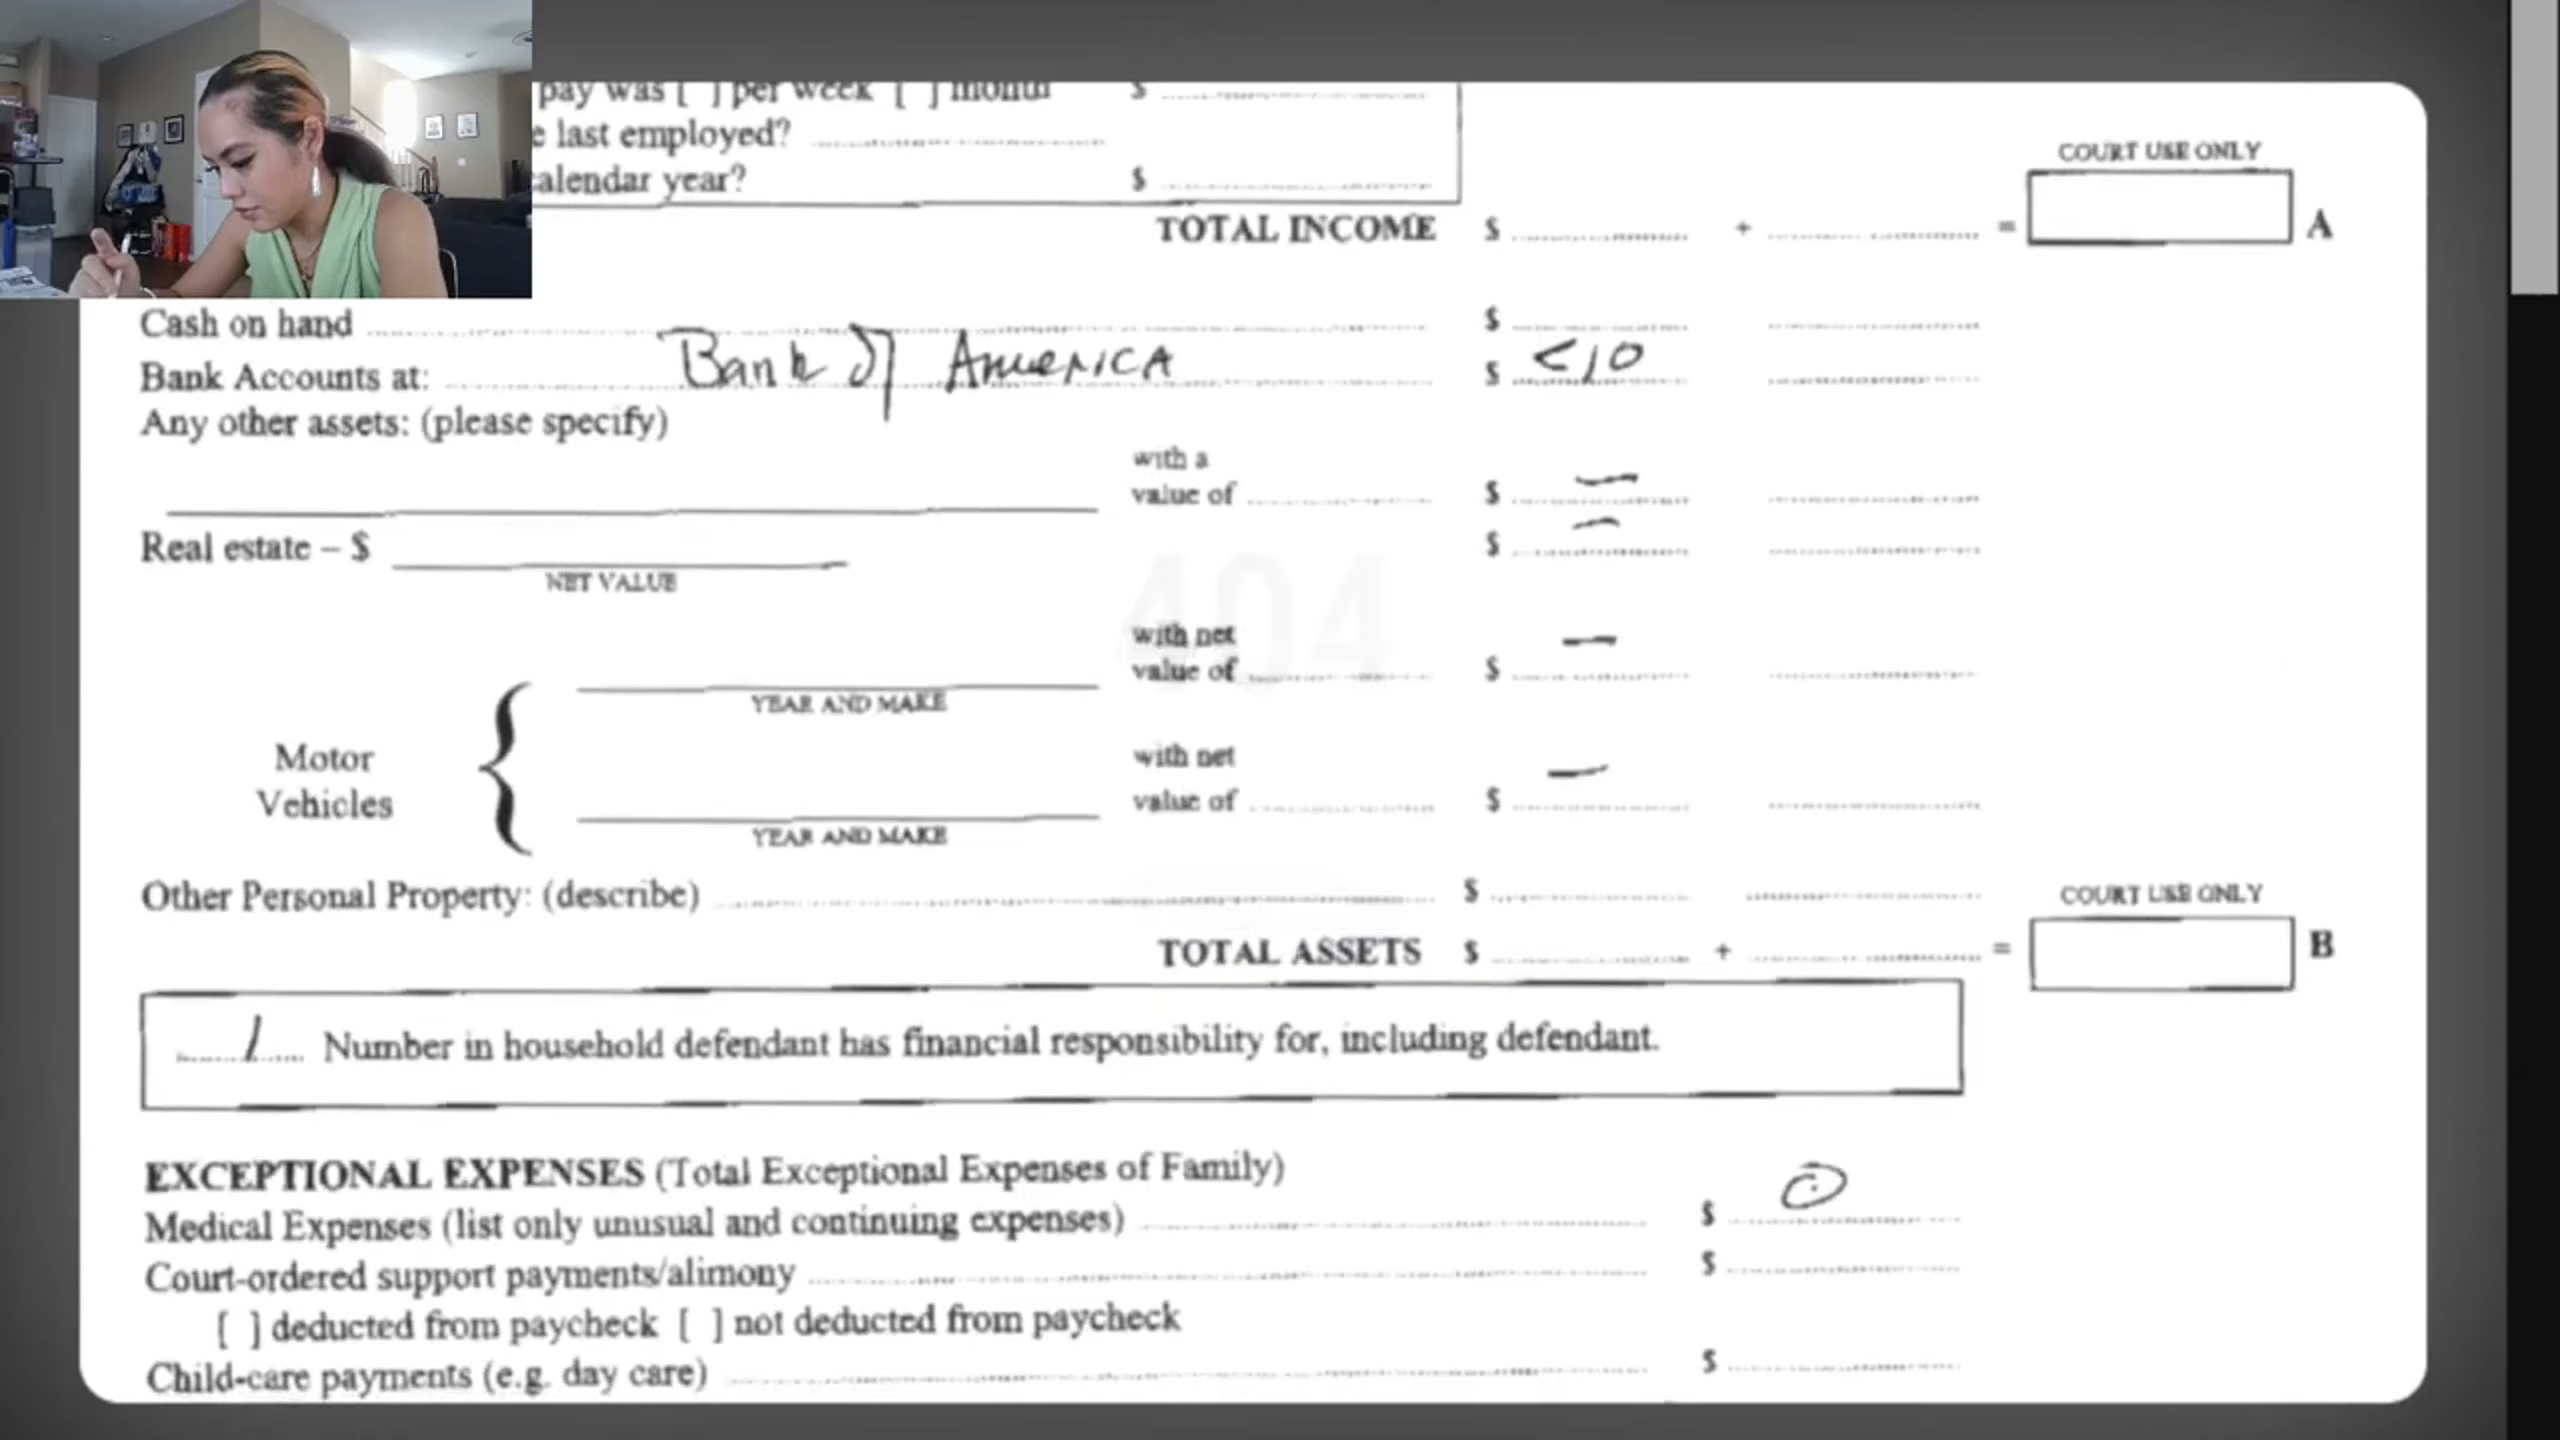 pay was [ ] per week [ ] month $
e last employed?
calendar year? $
COURT USE ONLY
TOTAL INCOME $ + = A
Cash on hand $
Bank Accounts at: Bank of America $ <10
Any other assets: (please specify)
with a
value of $ —
Real estate – $ $ —
NET VALUE
404
with net
value of $ —
YEAR AND MAKE
Motor
Vehicles
with net
value of $ —
YEAR AND MAKE
Other Personal Property: (describe) $
COURT USE ONLY
TOTAL ASSETS $ + = B
1 Number in household defendant has financial responsibility for, including defendant.
EXCEPTIONAL EXPENSES (Total Exceptional Expenses of Family)
Medical Expenses (list only unusual and continuing expenses) $ 0
Court-ordered support payments/alimony $
[ ] deducted from paycheck [ ] not deducted from paycheck
Child-care payments (e.g. day care) $